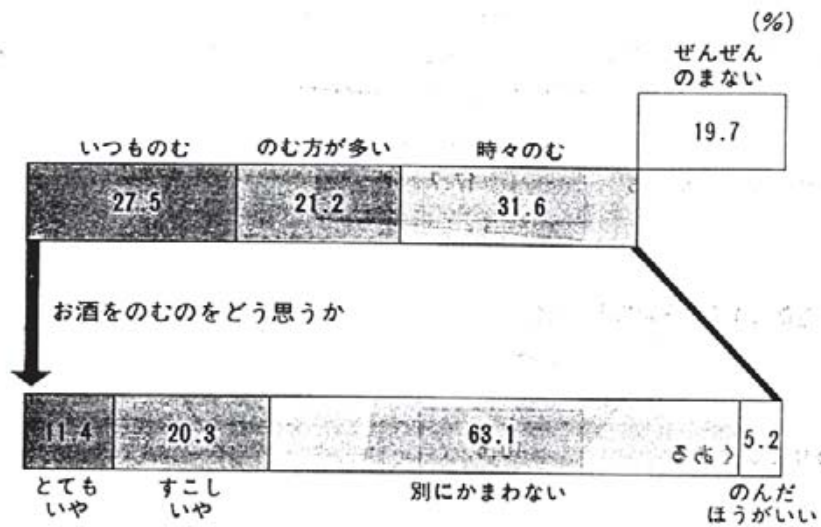 (%)
ぜんぜん
のまない
19.7
いつものむ のむ方が多い 時々のむ
27.5 21.2 31.6
お酒をのむのをどう思うか
11.4 20.3 63.1 5.2
とても
いや
すこし
いや
別にかまわない
のんだ
ほうがいい